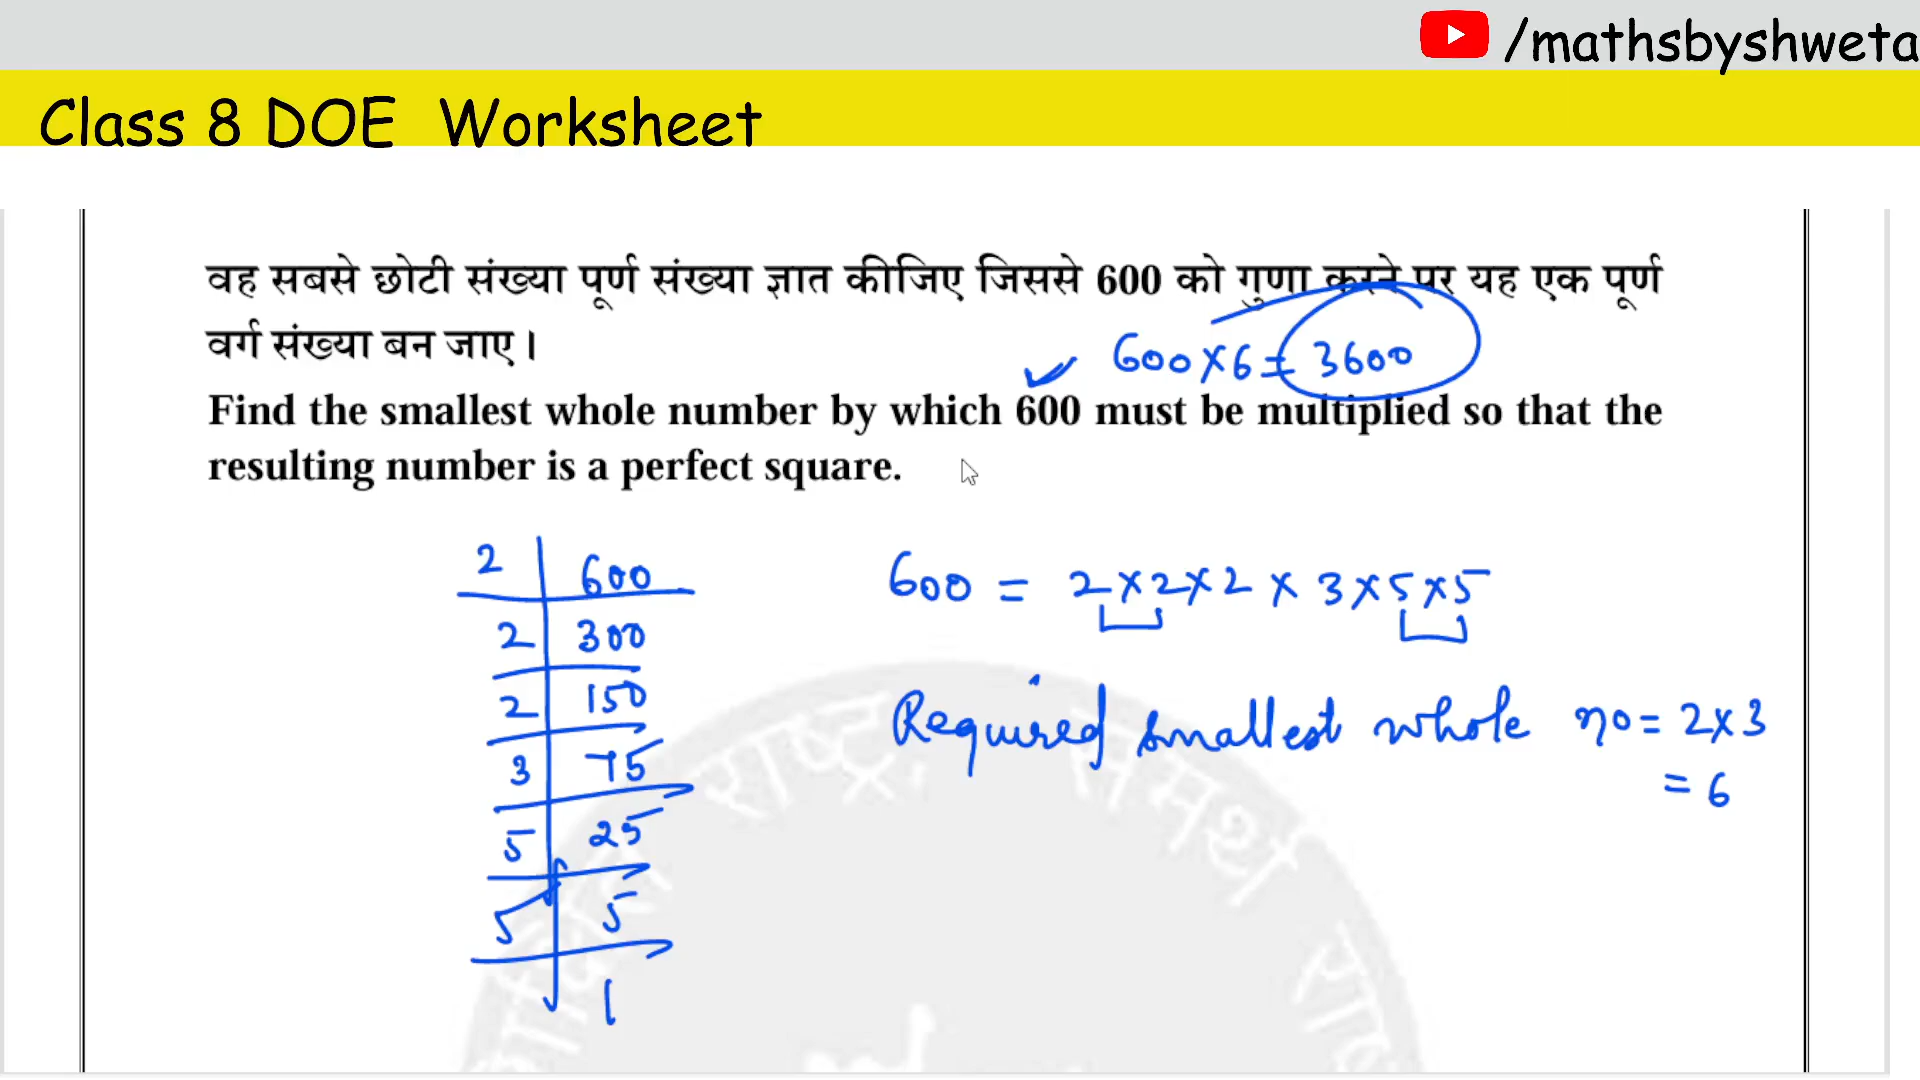 /mathsbyshweta
Class 8 DOE Worksheet
वह सबसे छोटी संख्या पूर्ण संख्या ज्ञात कीजिए जिससे 600 को गुणा करने पर यह एक पूर्ण
वर्ग संख्या बन जाए।
600×6=3600
Find the smallest whole number by which 600 must be multiplied so that the
resulting number is a perfect square.
2 600
2 300
2 150
3 75
5 25
5 5
1
600 = 2×2×2×3×5×5
Required smallest whole no = 2×3
= 6
राष्ट्र समर्थ